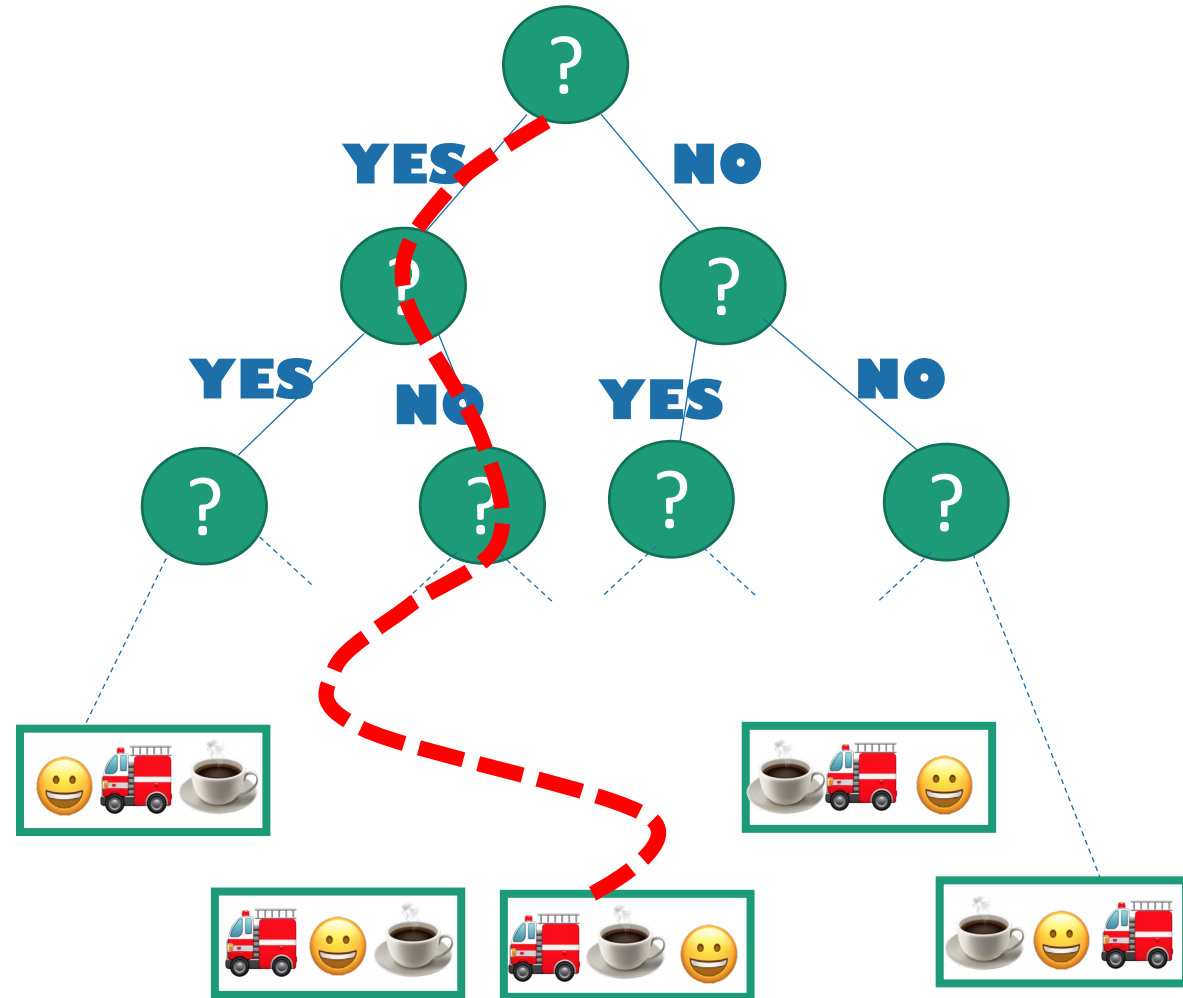 ?
YES NO
? ?
YES NO YES NO
? ? ? ?